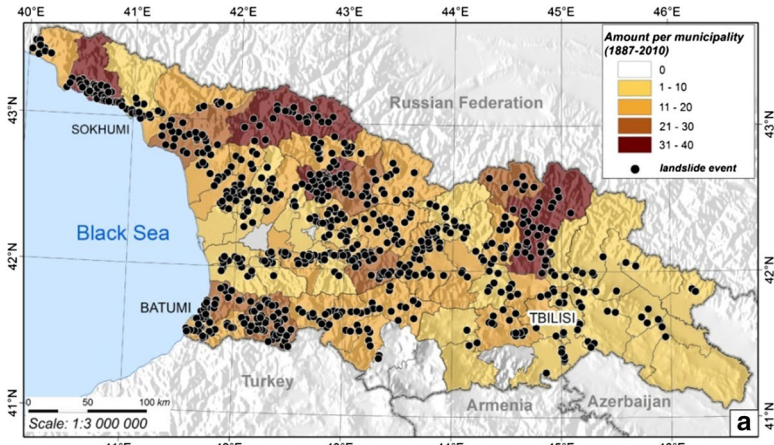 40°E 41°E 42°E 43°E 44°E 45°E 46°E
Amount per municipality
(1887-2010)
0
1 - 10
11 - 20
21 - 30
31 - 40
landslide event
43°N
43°N
Russian Federation
SOKHUMI
Black Sea
42°N
42°N
BATUMI
TBILISI
Turkey
Armenia
Azerbaijan
41°N
41°N
0 50 100 km
Scale: 1:3 000 000
a